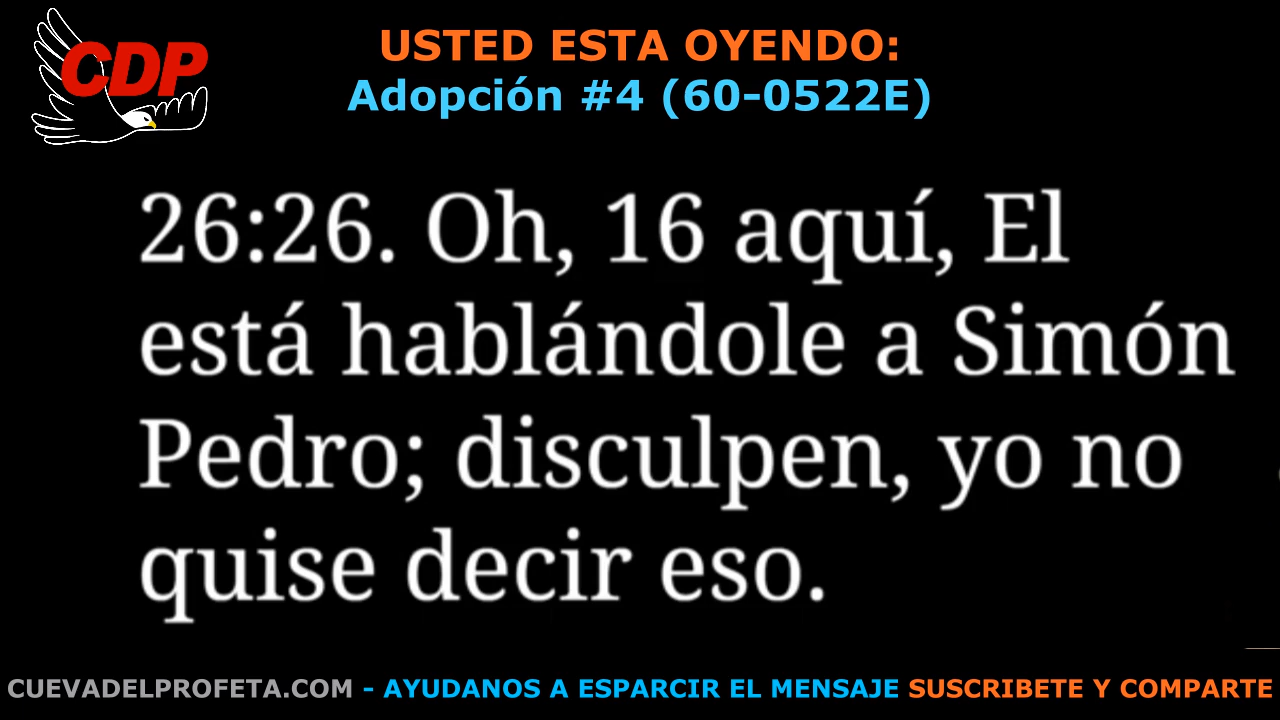 CDP
USTED ESTA OYENDO:
Adopción #4 (60-0522E)
26:26. Oh, 16 aquí, El
está hablándole a Simón
Pedro; disculpen, yo no
quise decir eso.
CUEVADELPROFETA.COM - AYUDANOS A ESPARCIR EL MENSAJE SUSCRIBETE Y COMPARTE